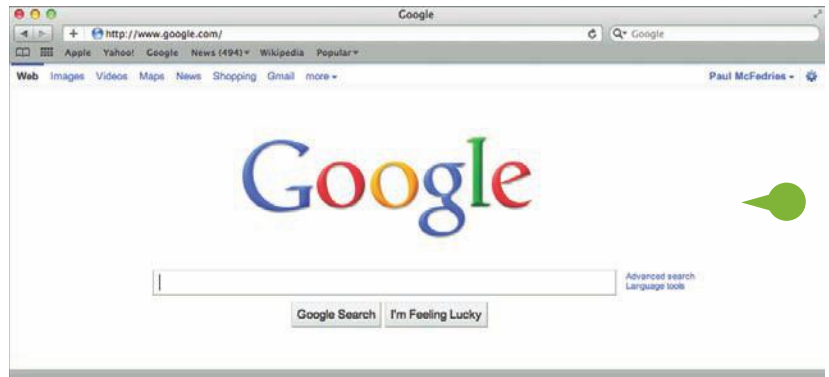 Google
+ http://www.google.com/ Google
Apple Yahoo! Google News (494) Wikipedia Popular
Web Images Videos Maps News Shopping Gmail more Paul McFedries
Google
Advanced search
Language tools
Google Search I'm Feeling Lucky